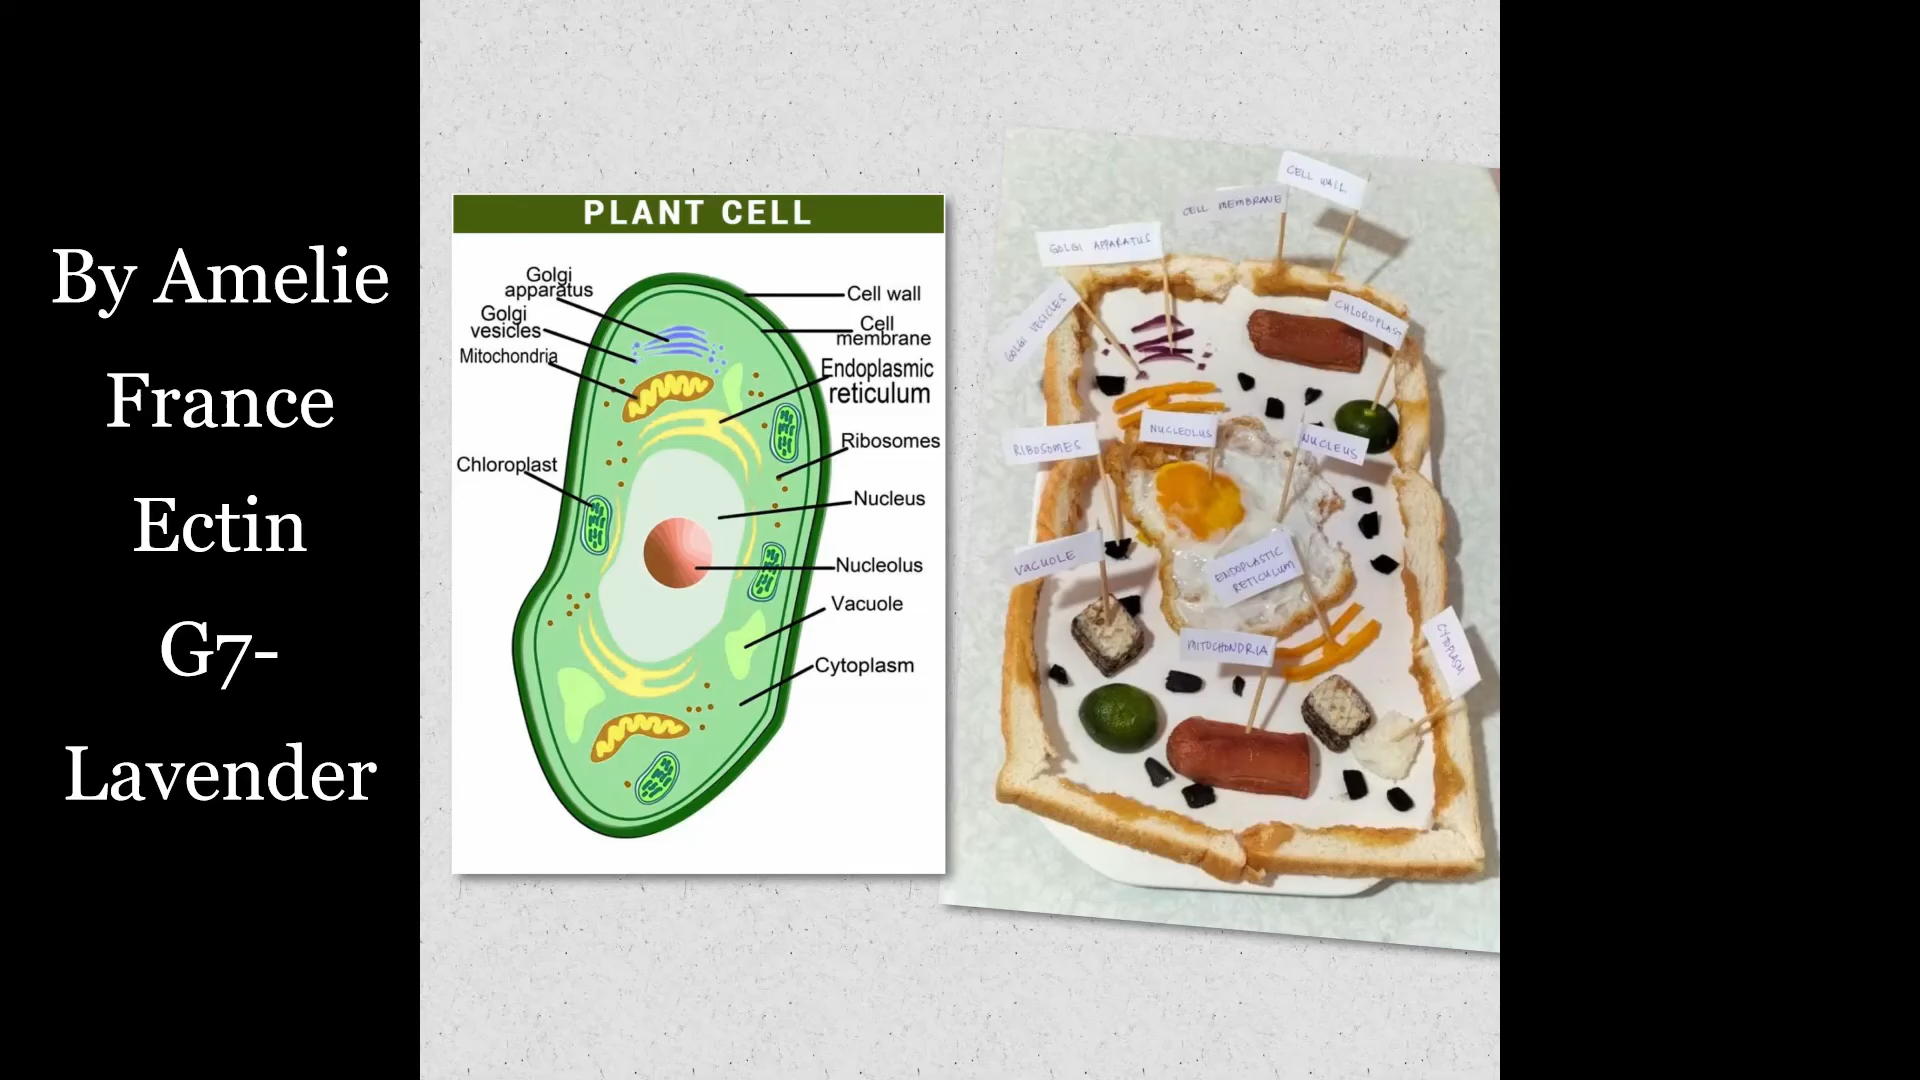 By Amelie
France
Ectin
G7-
Lavender
PLANT CELL
Golgi
apparatus
Golgi
vesicles
Mitochondria
Chloroplast
Cell wall
Cell
membrane
Endoplasmic
reticulum
Ribosomes
Nucleus
Nucleolus
Vacuole
Cytoplasm
CELL WALL
CELL MEMBRANE
GOLGI APPARATUS
GOLGI VESICLES
CHLOROPLAST
RIBOSOMES
NUCLEOLUS
NUCLEUS
VACUOLE
ENDOPLASTIC
RETICULUM
MITOCHONDRIA
CYTOPLASM